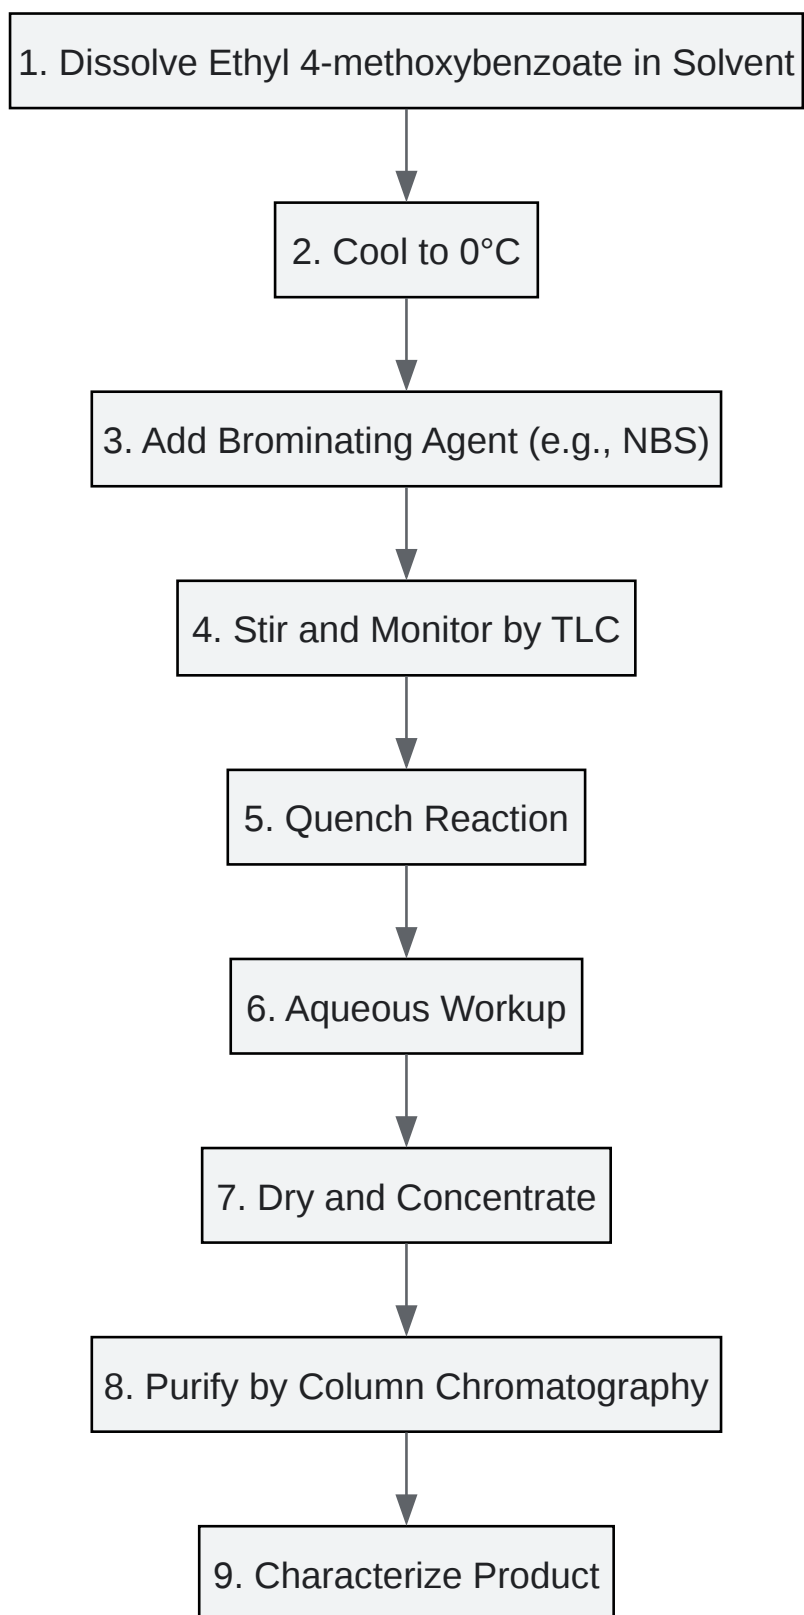 1. Dissolve Ethyl 4-methoxybenzoate in Solvent
2. Cool to 0°C
3. Add Brominating Agent (e.g., NBS)
4. Stir and Monitor by TLC
5. Quench Reaction
6. Aqueous Workup
7. Dry and Concentrate
8. Purify by Column Chromatography
9. Characterize Product